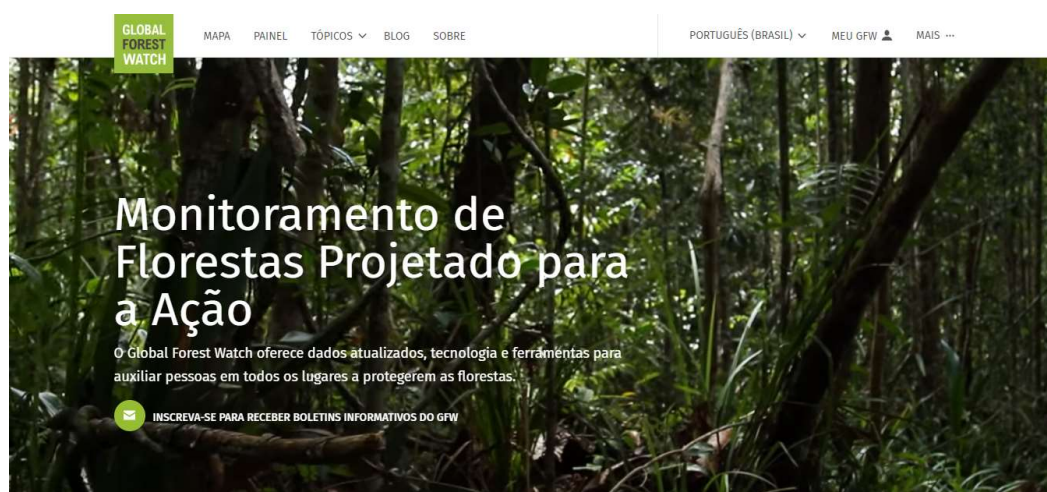 GLOBAL
FOREST
WATCH
MAPA PAINEL TÓPICOS BLOG SOBRE PORTUGUÊS (BRASIL) MEU GFW MAIS ···
Monitoramento de
Florestas Projetado para
a Ação
O Global Forest Watch oferece dados atualizados, tecnologia e ferramentas para
auxiliar pessoas em todos os lugares a protegerem as florestas.
INSCREVA-SE PARA RECEBER BOLETINS INFORMATIVOS DO GFW